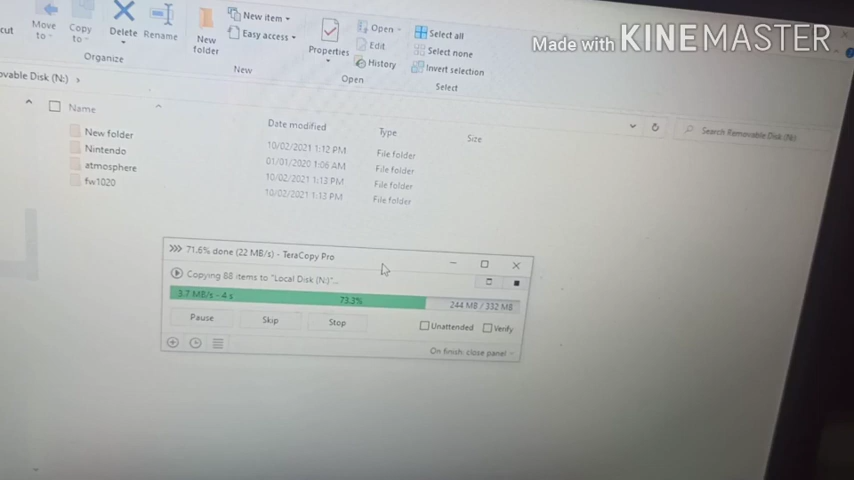 cut
Move
to
Copy
to
Delete
Rename
Organize
New
folder
New item
Easy access
New
Properties
Open
Edit
History
Open
Select all
Select none
Invert selection
Select
Made with KINEMASTER
ovable Disk (N:)
Search Removable Disk (N:)
Name
Date modified
Type
Size
New folder
10/02/2021 1:12 PM
File folder
Nintendo
01/01/2020 1:06 AM
File folder
atmosphere
10/02/2021 1:13 PM
File folder
fw1020
10/02/2021 1:13 PM
File folder
71.6% done (22 MB/s) - TeraCopy Pro
Copying 88 items to "Local Disk (N:)"...
3.7 MB/s - 4 s
73.3%
244 MB / 332 MB
Pause
Skip
Stop
Unattended
Verify
On finish: close panel